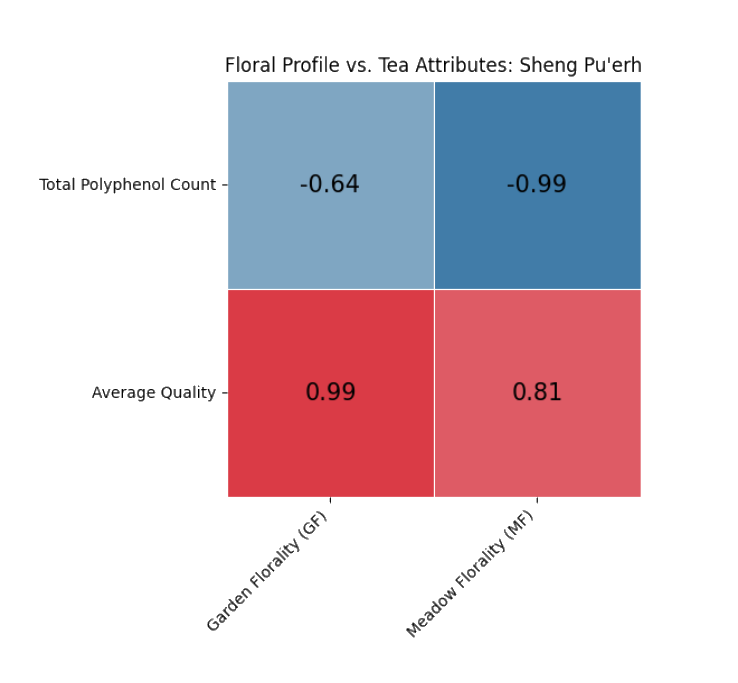 Floral Profile vs. Tea Attributes: Sheng Pu'erh
Total Polyphenol Count
-0.64
-0.99
Average Quality
0.99
0.81
Garden Florality (GF)
Meadow Florality (MF)